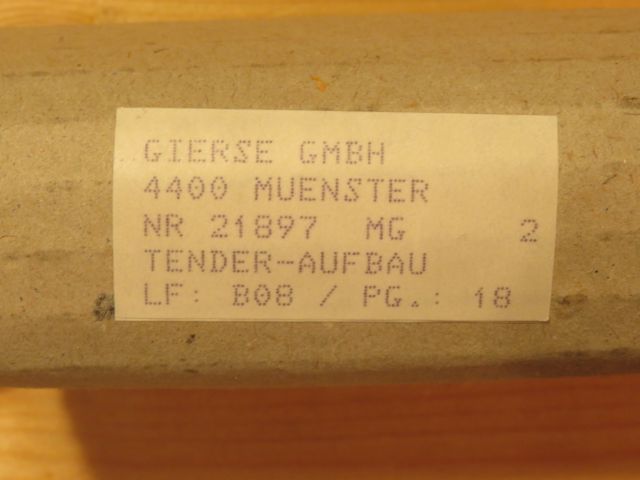 GIERSE GMBH
4400 MUENSTER
NR 21897 MG 2
TENDER-AUFBAU
LF: B08 / PG.: 18